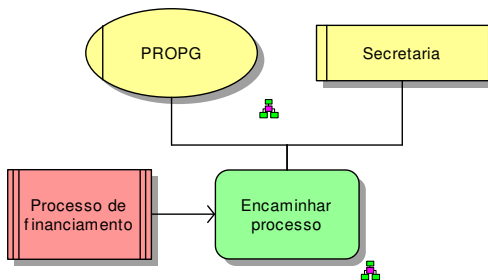 PROPG
Secretaria
Processo de
financiamento
Encaminhar
processo